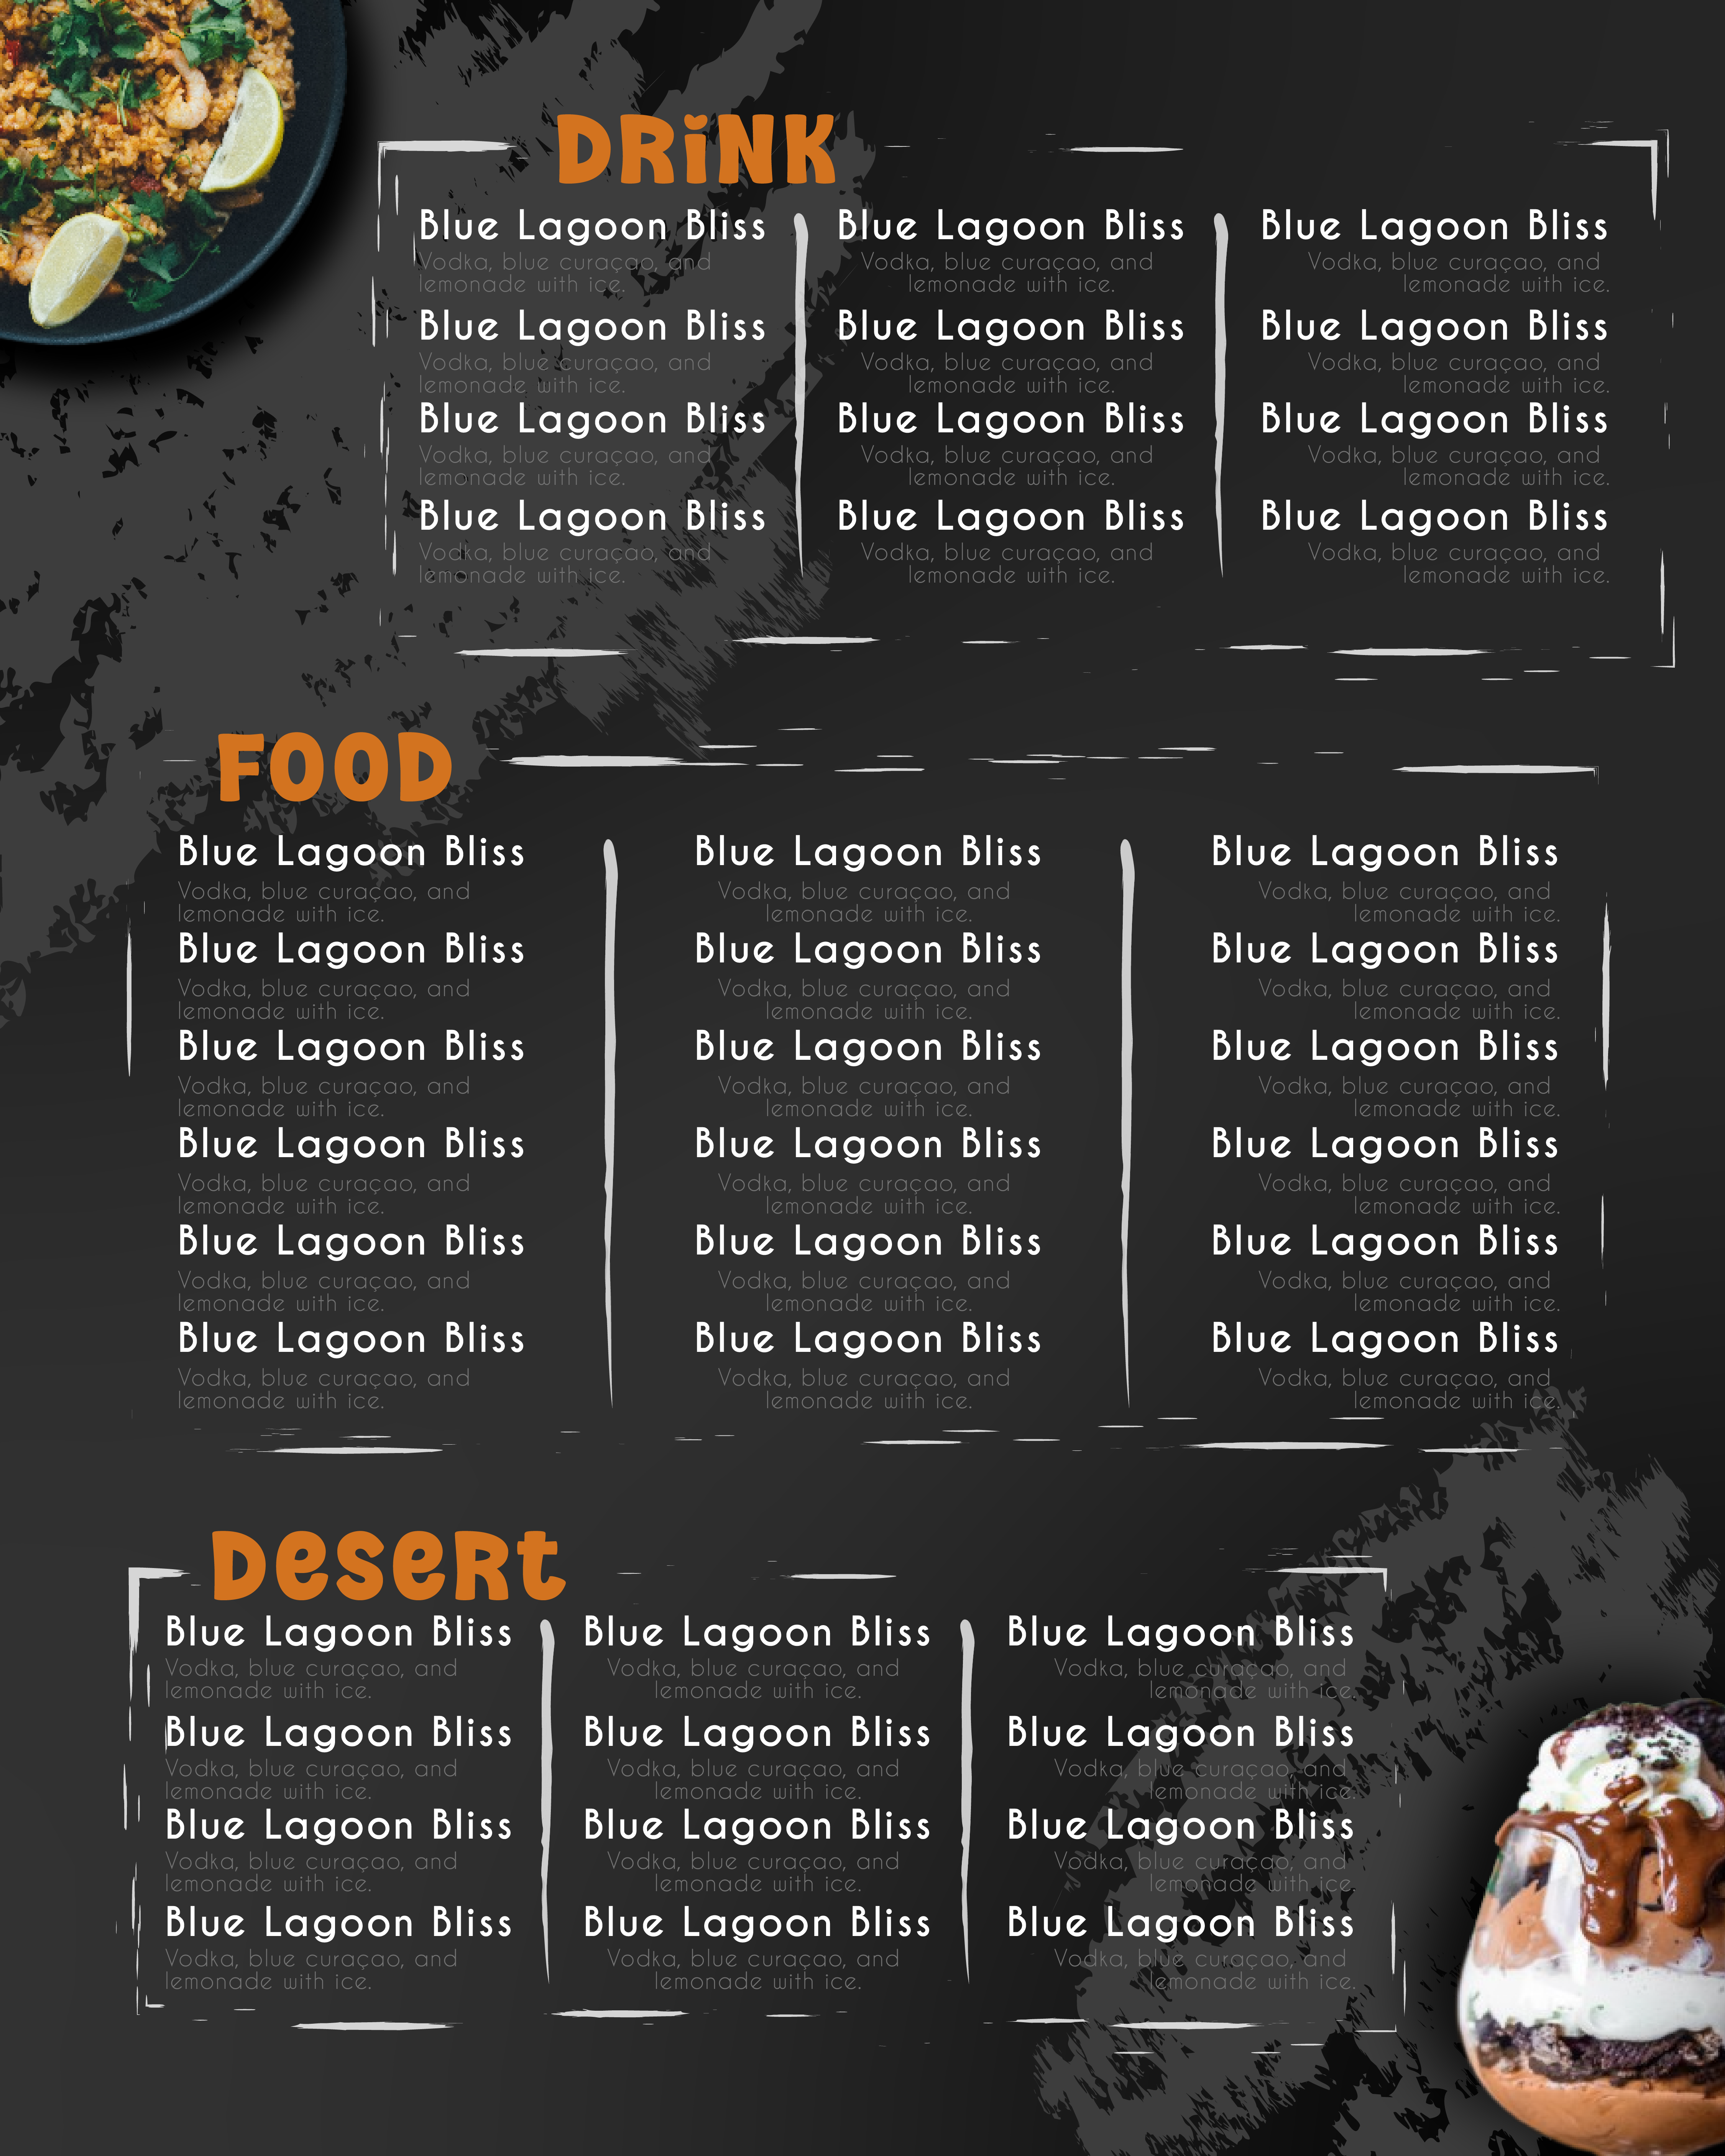 DRiNK
Blue Lagoon Bliss
Vodka, blue curaçao, and
lemonade with ice.
Blue Lagoon Bliss
Vodka, blue curaçao, and
lemonade with ice.
Blue Lagoon Bliss
Vodka, blue curaçao, and
lemonade with ice.
Blue Lagoon Bliss
Vodka, blue curaçao, and
lemonade with ice.
Blue Lagoon Bliss
Vodka, blue curaçao, and
lemonade with ice.
Blue Lagoon Bliss
Vodka, blue curaçao, and
lemonade with ice.
Blue Lagoon Bliss
Vodka, blue curaçao, and
lemonade with ice.
Blue Lagoon Bliss
Vodka, blue curaçao, and
lemonade with ice.
Blue Lagoon Bliss
Vodka, blue curaçao, and
lemonade with ice.
Blue Lagoon Bliss
Vodka, blue curaçao, and
lemonade with ice.
Blue Lagoon Bliss
Vodka, blue curaçao, and
lemonade with ice.
Blue Lagoon Bliss
Vodka, blue curaçao, and
lemonade with ice.
FOOD
Blue Lagoon Bliss
Vodka, blue curaçao, and
lemonade with ice.
Blue Lagoon Bliss
Vodka, blue curaçao, and
lemonade with ice.
Blue Lagoon Bliss
Vodka, blue curaçao, and
lemonade with ice.
Blue Lagoon Bliss
Vodka, blue curaçao, and
lemonade with ice.
Blue Lagoon Bliss
Vodka, blue curaçao, and
lemonade with ice.
Blue Lagoon Bliss
Vodka, blue curaçao, and
lemonade with ice.
Blue Lagoon Bliss
Vodka, blue curaçao, and
lemonade with ice.
Blue Lagoon Bliss
Vodka, blue curaçao, and
lemonade with ice.
Blue Lagoon Bliss
Vodka, blue curaçao, and
lemonade with ice.
Blue Lagoon Bliss
Vodka, blue curaçao, and
lemonade with ice.
Blue Lagoon Bliss
Vodka, blue curaçao, and
lemonade with ice.
Blue Lagoon Bliss
Vodka, blue curaçao, and
lemonade with ice.
Blue Lagoon Bliss
Vodka, blue curaçao, and
lemonade with ice.
Blue Lagoon Bliss
Vodka, blue curaçao, and
lemonade with ice.
Blue Lagoon Bliss
Vodka, blue curaçao, and
lemonade with ice.
Blue Lagoon Bliss
Vodka, blue curaçao, and
lemonade with ice.
Blue Lagoon Bliss
Vodka, blue curaçao, and
lemonade with ice.
Blue Lagoon Bliss
Vodka, blue curaçao, and
lemonade with ice.
DeseRt
Blue Lagoon Bliss
Vodka, blue curaçao, and
lemonade with ice.
Blue Lagoon Bliss
Vodka, blue curaçao, and
lemonade with ice.
Blue Lagoon Bliss
Vodka, blue curaçao, and
lemonade with ice.
Blue Lagoon Bliss
Vodka, blue curaçao, and
lemonade with ice.
Blue Lagoon Bliss
Vodka, blue curaçao, and
lemonade with ice.
Blue Lagoon Bliss
Vodka, blue curaçao, and
lemonade with ice.
Blue Lagoon Bliss
Vodka, blue curaçao, and
lemonade with ice.
Blue Lagoon Bliss
Vodka, blue curaçao, and
lemonade with ice.
Blue Lagoon Bliss
Vodka, blue curaçao, and
lemonade with ice.
Blue Lagoon Bliss
Vodka, blue curaçao, and
lemonade with ice.
Blue Lagoon Bliss
Vodka, blue curaçao, and
lemonade with ice.
Blue Lagoon Bliss
Vodka, blue curaçao, and
lemonade with ice.